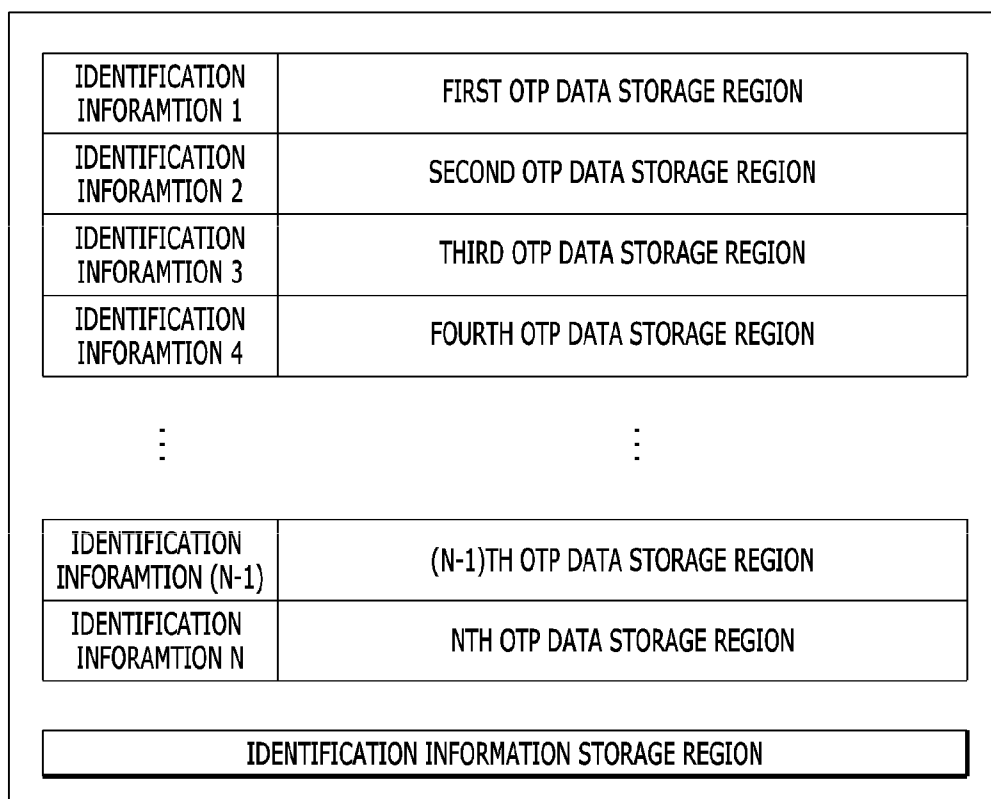 IDENTIFICATION
INFORAMTION 1
FIRST OTP DATA STORAGE REGION
IDENTIFICATION
INFORAMTION 2
SECOND OTP DATA STORAGE REGION
IDENTIFICATION
INFORAMTION 3
THIRD OTP DATA STORAGE REGION
IDENTIFICATION
INFORAMTION 4
FOURTH OTP DATA STORAGE REGION
IDENTIFICATION
INFORAMTION (N-1)
(N-1)TH OTP DATA STORAGE REGION
IDENTIFICATION
INFORAMTION N
NTH OTP DATA STORAGE REGION
IDENTIFICATION INFORMATION STORAGE REGION